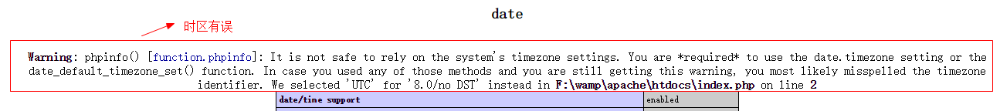 date
时区有误
Warning: phpinfo() [function.phpinfo]: It is not safe to rely on the system's timezone settings. You are *required* to use the date.timezone setting or the
date_default_timezone_set() function. In case you used any of those methods and you are still getting this warning, you most likely misspelled the timezone
identifier. We selected 'UTC' for '8.0/no DST' instead in F:\wamp\apache\htdocs\index.php on line 2
date/time support enabled